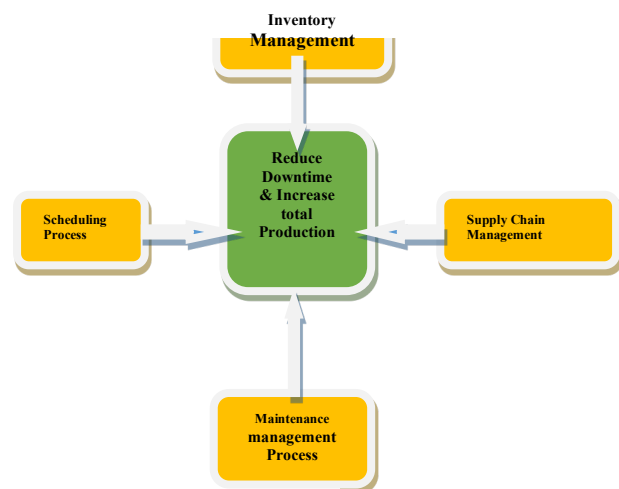 Inventory
Management
Reduce
Downtime
& Increase
total
Production
Scheduling
Process
Supply Chain
Management
Maintenance
management
Process